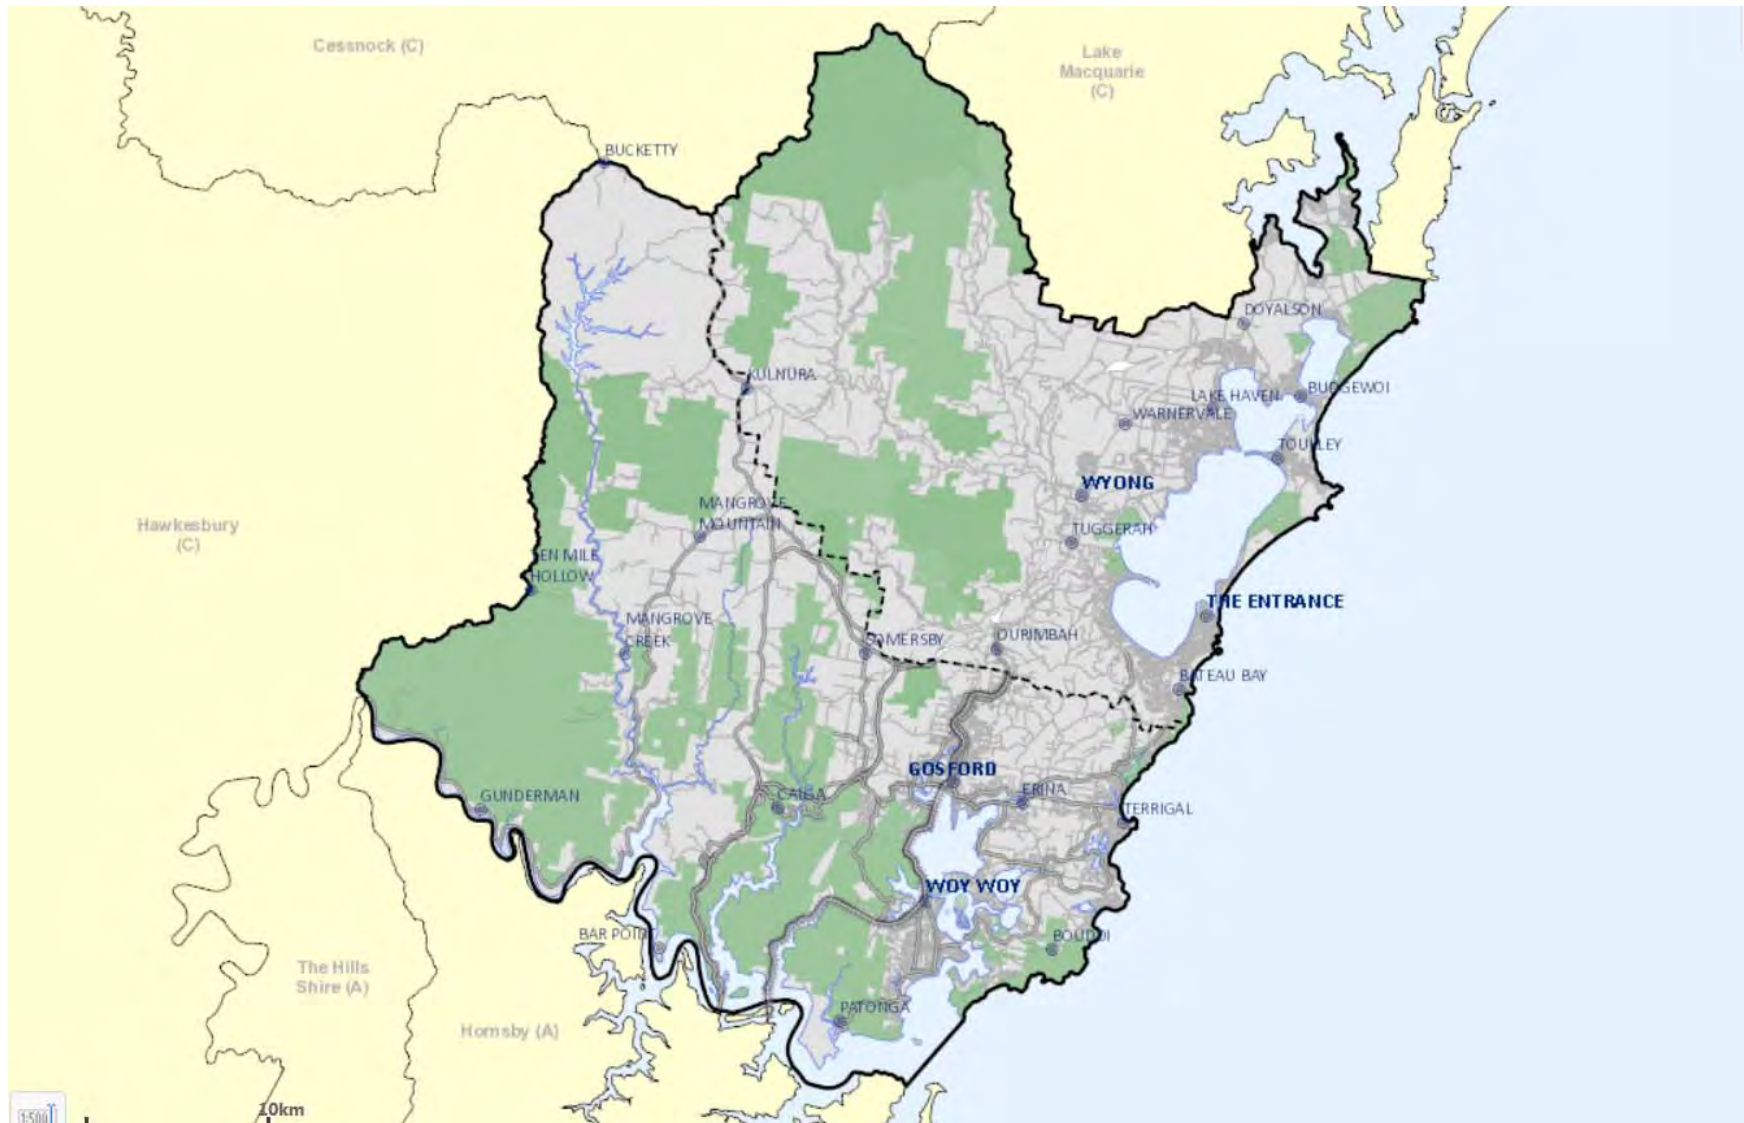 Cessnock (C)
Lake
Macquarie
(C)
BUCKETTY
DOYALSON
KULNURA
LAKE HAVEN
BUDGEWOI
WARNERVALE
TOUKLEY
WYONG
MANGROVE
MOUNTAIN
TUGGERAH
Hawkesbury
(C)
TEN MILE
HOLLOW
THE ENTRANCE
MANGROVE
CREEK
SOMERSBY
OURIMBAH
BATEAU BAY
GOSFORD
GUNDERMAN
CALGA
ERINA
TERRIGAL
WOY WOY
BAR POINT
BOUDDI
The Hills
Shire (A)
PATONGA
Hornsby (A)
10km
1:500